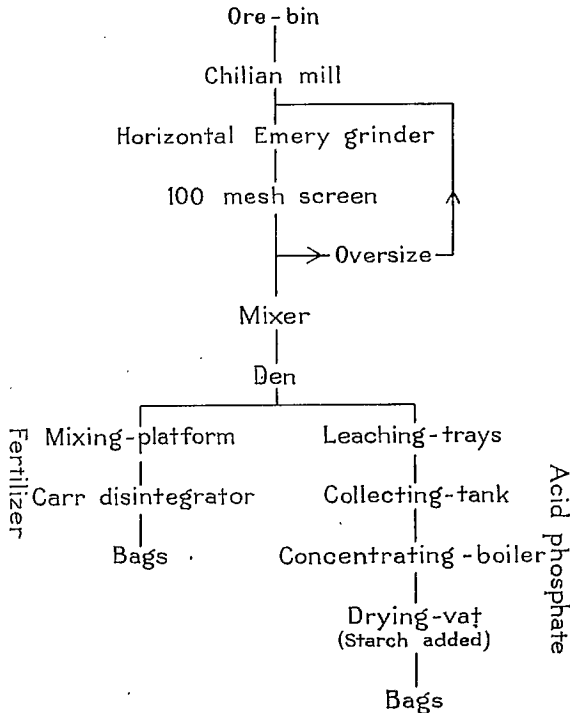 Ore-bin
Chilian mill
Horizontal Emery grinder
100 mesh screen
Oversize
Mixer
Den
Fertilizer
Mixing-platform
Carr disintegrator
Bags
Leaching-trays
Collecting-tank
Concentrating-boiler
Drying-vat
(Starch added)
Bags
Acid phosphate